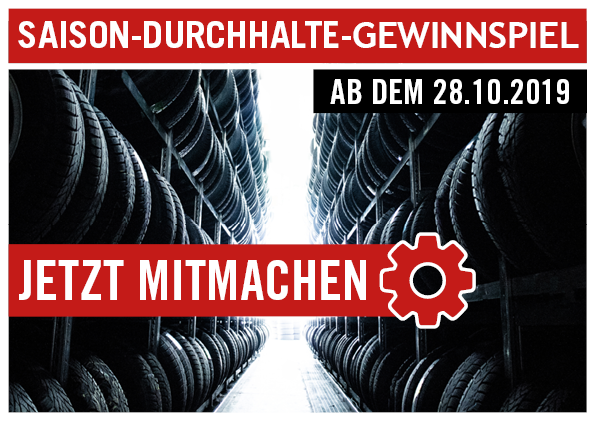 SAISON-DURCHHALTE-GEWINNSPIEL
AB DEM 28.10.2019
JETZT MITMACHEN